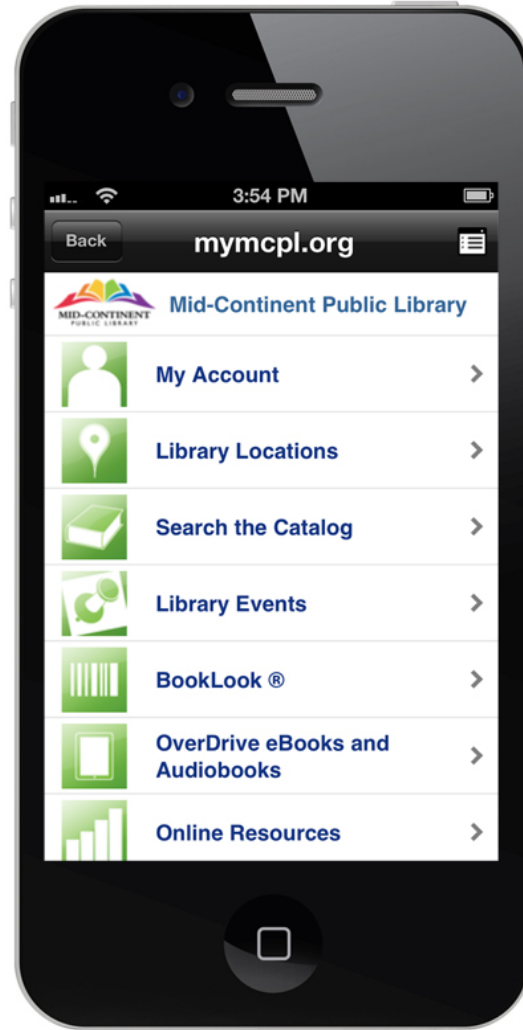 3:54 PM
Back
mymcpl.org
MID-CONTINENT
PUBLIC LIBRARY
Mid-Continent Public Library
My Account
Library Locations
Search the Catalog
Library Events
BookLook ®
OverDrive eBooks and
Audiobooks
Online Resources